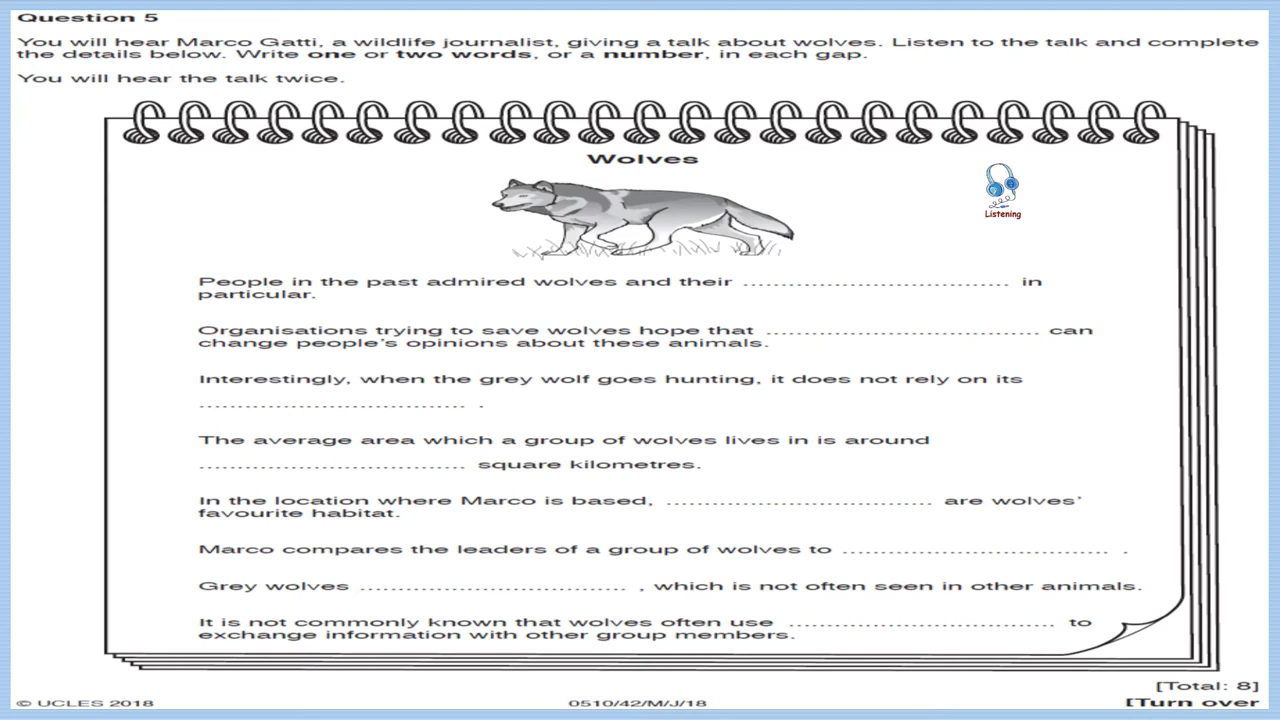 Question 5
You will hear Marco Gatti, a wildlife journalist, giving a talk about wolves. Listen to the talk and complete
the details below. Write one or two words, or a number, in each gap.
You will hear the talk twice.
Wolves
Listening
People in the past admired wolves and their .................................. in
particular.
Organisations trying to save wolves hope that .................................. can
change people's opinions about these animals.
Interestingly, when the grey wolf goes hunting, it does not rely on its
.................................. .
The average area which a group of wolves lives in is around
.................................. square kilometres.
In the location where Marco is based, .................................. are wolves'
favourite habitat.
Marco compares the leaders of a group of wolves to .................................. .
Grey wolves .................................. , which is not often seen in other animals.
It is not commonly known that wolves often use .................................. to
exchange information with other group members.
[Total: 8]
© UCLES 2018 0510/42/M/J/18 [Turn over